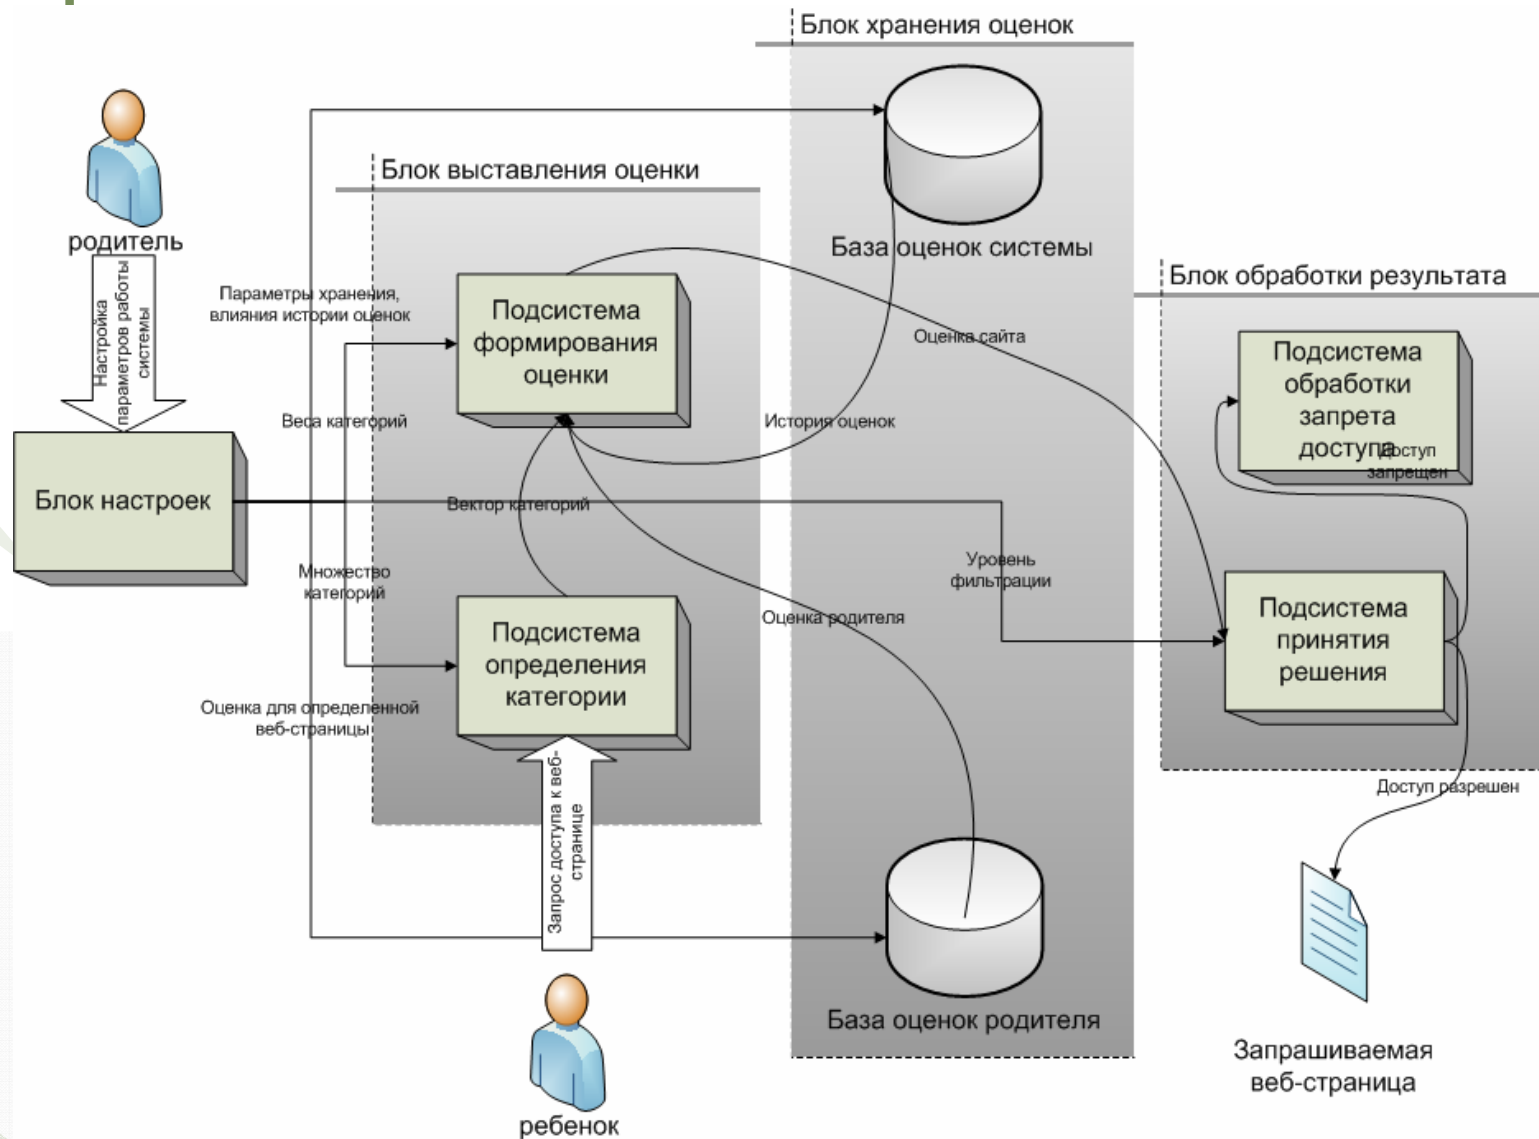 Блок хранения оценок
База оценок системы
родитель
Настройка
параметров работы
системы
Блок настроек
Блок выставления оценки
Параметры хранения,
влияния истории оценок
Подсистема
формирования
оценки
Веса категорий
История оценок
Оценка сайта
Вектор категорий
Множество
категорий
Подсистема
определения
категории
Оценка для определенной
веб-страницы
Запрос доступа к веб-
странице
ребенок
Оценка родителя
Уровень
фильтрации
База оценок родителя
Блок обработки результата
Подсистема
обработки
запрета
доступа
Доступ
запрещен
Подсистема
принятия
решения
Доступ разрешен
Запрашиваемая
веб-страница